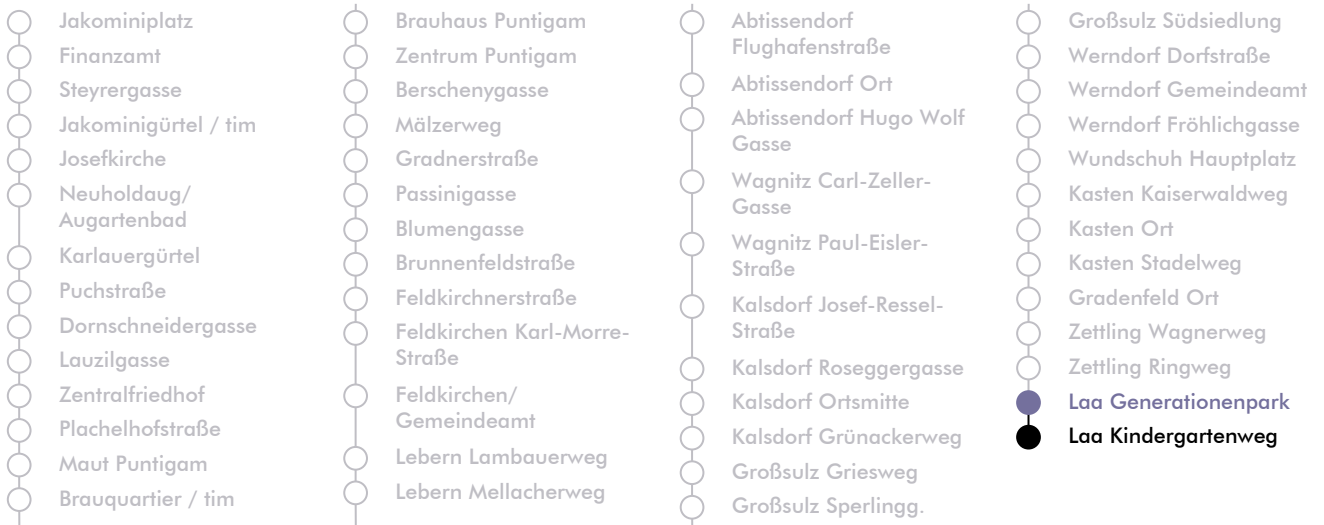 Jakominiplatz
Finanzamt
Steyrergasse
Jakominigürtel / tim
Josefkirche
Neuholdaug/
Augartenbad
Karlauergürtel
Puchstraße
Dornschneidergasse
Lauzilgasse
Zentralfriedhof
Plachelhofstraße
Maut Puntigam
Brauquartier / tim
Brauhaus Puntigam
Zentrum Puntigam
Berschenygasse
Mälzerweg
Gradnerstraße
Passinigasse
Blumengasse
Brunnenfeldstraße
Feldkirchnerstraße
Feldkirchen Karl-Morre-
Straße
Feldkirchen/
Gemeindeamt
Lebern Lambauerweg
Lebern Mellacherweg
Abtissendorf
Flughafenstraße
Abtissendorf Ort
Abtissendorf Hugo Wolf
Gasse
Wagnitz Carl-Zeller-
Gasse
Wagnitz Paul-Eisler-
Straße
Kalsdorf Josef-Ressel-
Straße
Kalsdorf Roseggergasse
Kalsdorf Ortsmitte
Kalsdorf Grünackerweg
Großsulz Griesweg
Großsulz Sperlingg.
Großsulz Südsiedlung
Werndorf Dorfstraße
Werndorf Gemeindeamt
Werndorf Fröhlichgasse
Wundschuh Hauptplatz
Kasten Kaiserwaldweg
Kasten Ort
Kasten Stadelweg
Gradenfeld Ort
Zettling Wagnerweg
Zettling Ringweg
Laa Generationenpark
Laa Kindergartenweg